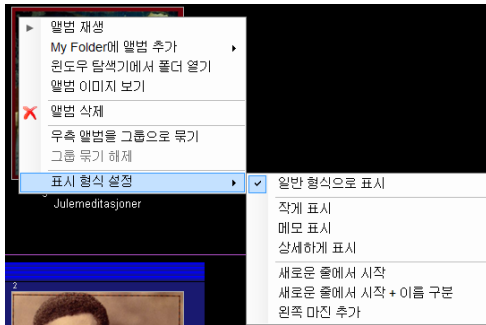 앨범 재생
My Folder에 앨범 추가
윈도우 탐색기에서 폴더 열기
앨범 이미지 보기
앨범 삭제
우측 앨범을 그룹으로 묶기
그룹 묶기 해제
표시 형식 설정
일반 형식으로 표시
작게 표시
메모 표시
상세하게 표시
새로운 줄에서 시작
새로운 줄에서 시작 + 이름 구분
왼쪽 마진 추가
Julemeditasjoner
2